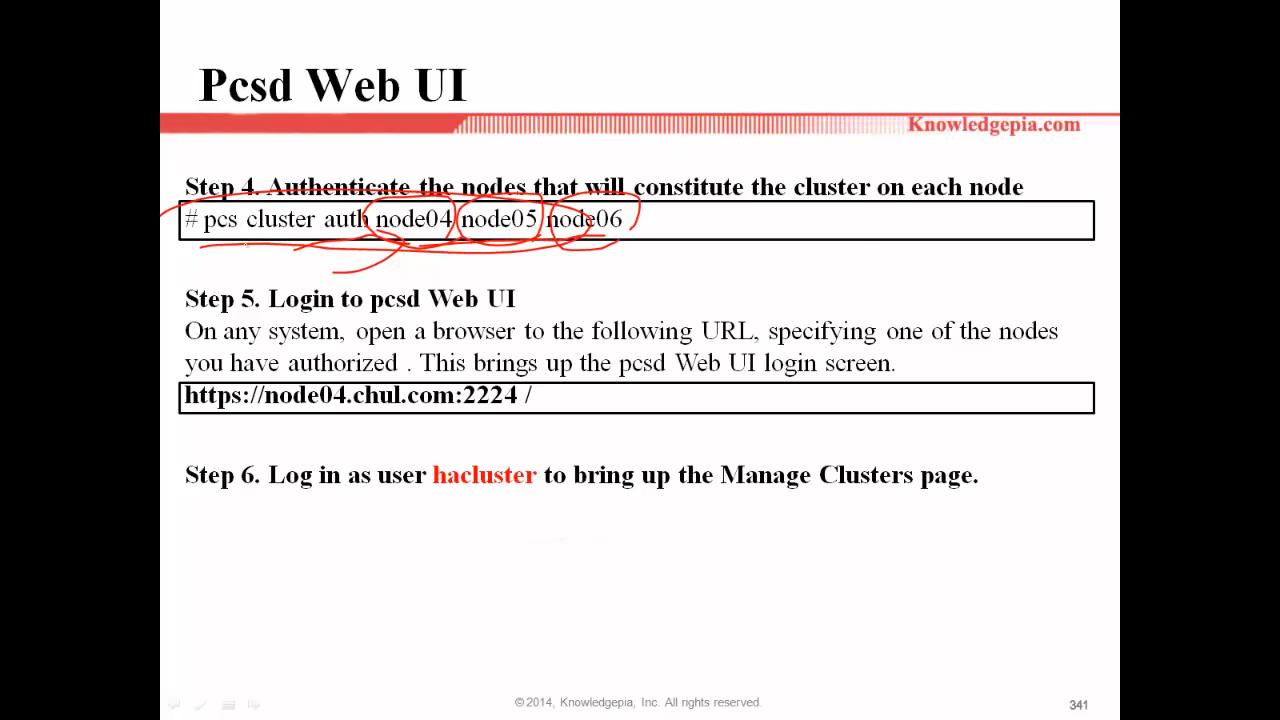 Pcsd Web UI
Knowledgepia.com
Step 4. Authenticate the nodes that will constitute the cluster on each node
# pcs cluster auth node04 node05 node06
Step 5. Login to pcsd Web UI
On any system, open a browser to the following URL, specifying one of the nodes
you have authorized . This brings up the pcsd Web UI login screen.
https://node04.chul.com:2224 /
Step 6. Log in as user hacluster to bring up the Manage Clusters page.
© 2014, Knowledgepia, Inc. All rights reserved.
341